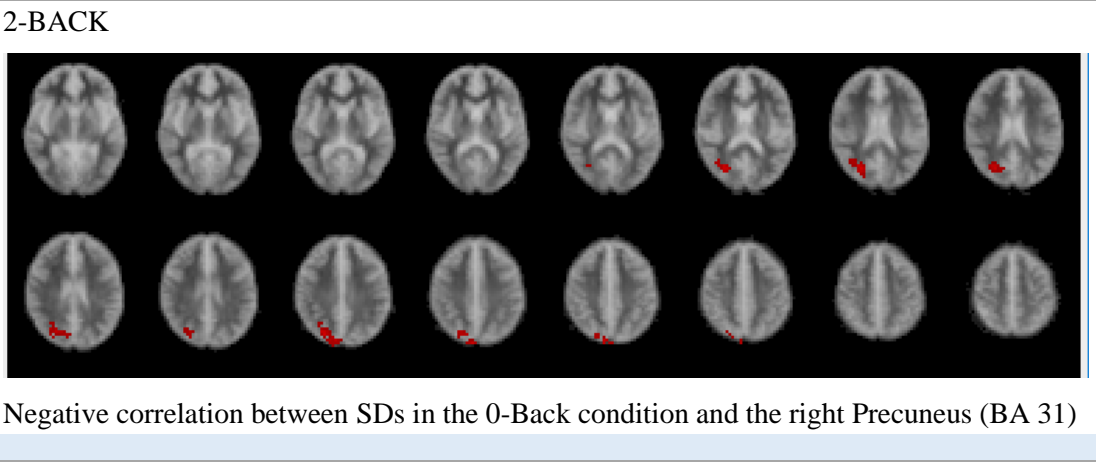 2-BACK
Negative correlation between SDs in the 0-Back condition and the right Precuneus (BA 31)